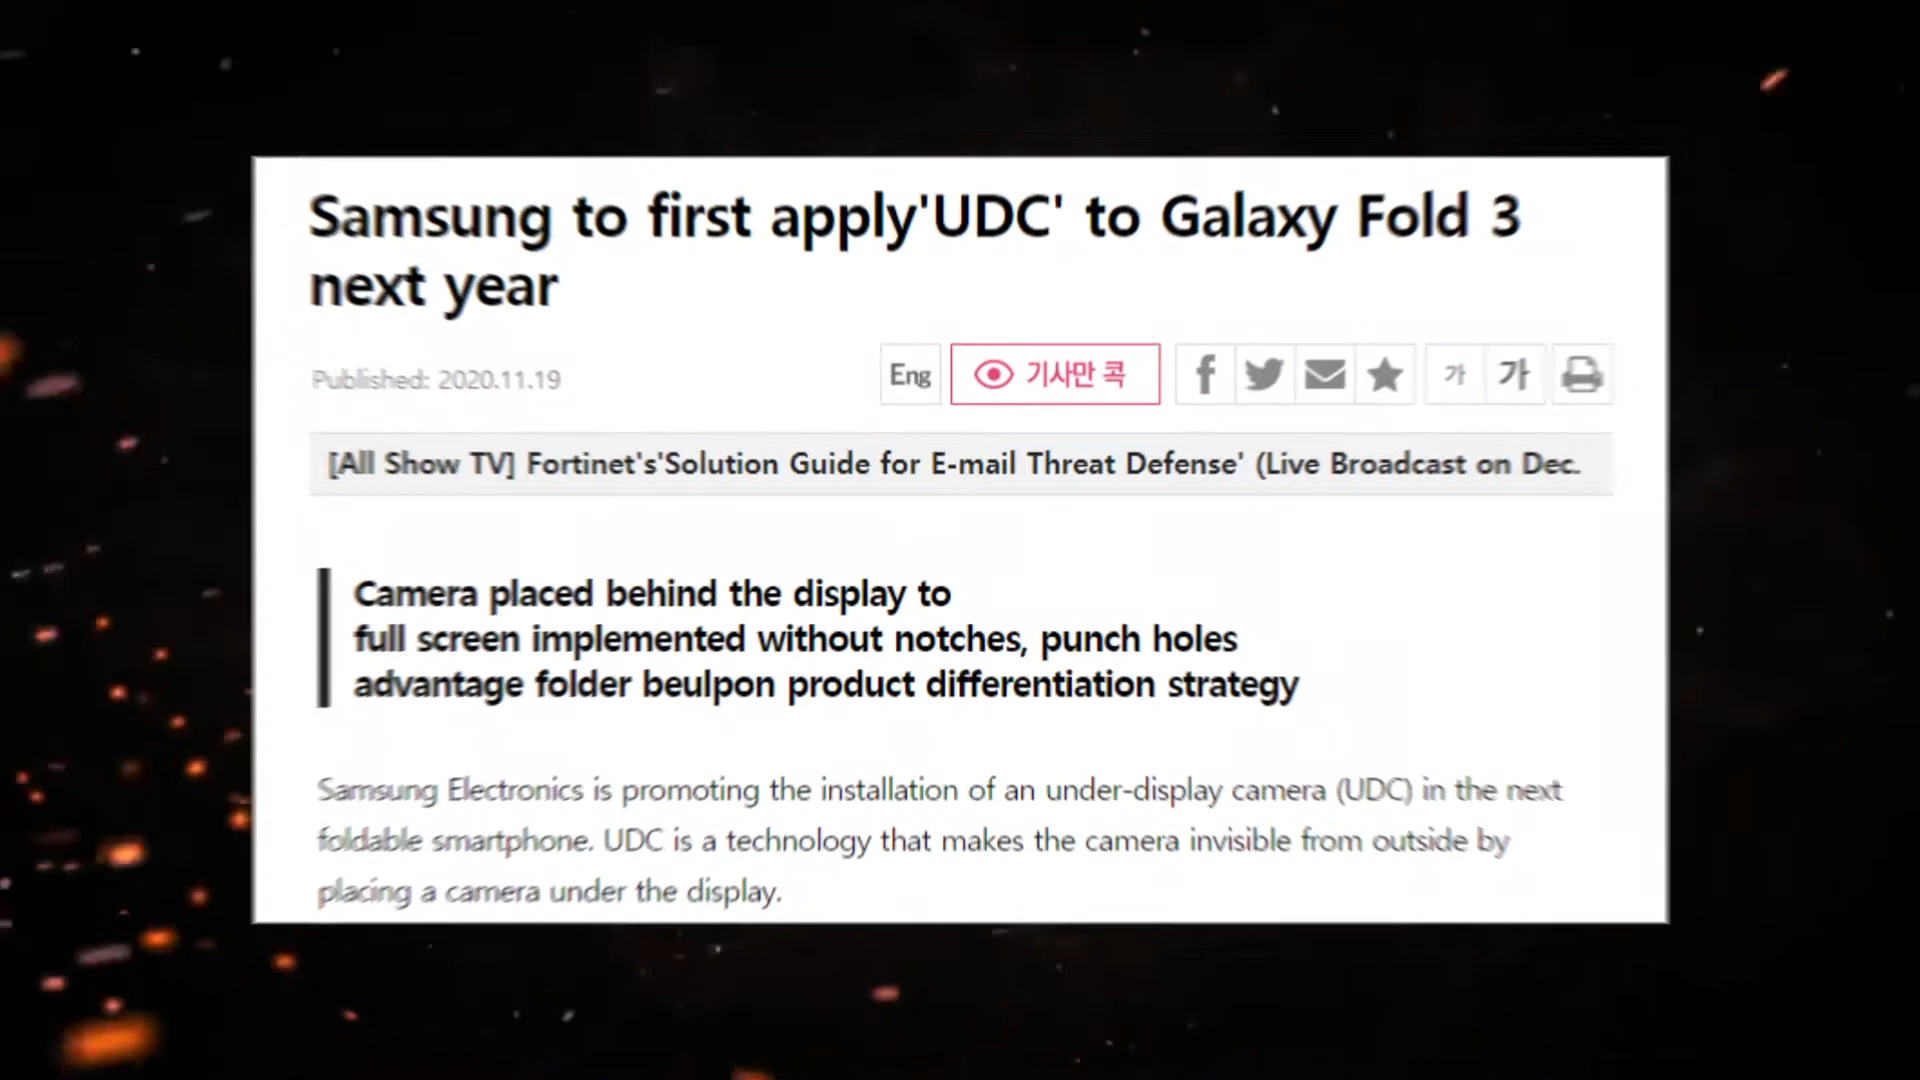 Samsung to first apply'UDC' to Galaxy Fold 3
next year
Published: 2020.11.19
Eng
기사만 콕
가
가
[All Show TV] Fortinet's'Solution Guide for E-mail Threat Defense' (Live Broadcast on Dec.
Camera placed behind the display to
full screen implemented without notches, punch holes
advantage folder beulpon product differentiation strategy
Samsung Electronics is promoting the installation of an under-display camera (UDC) in the next
foldable smartphone. UDC is a technology that makes the camera invisible from outside by
placing a camera under the display.